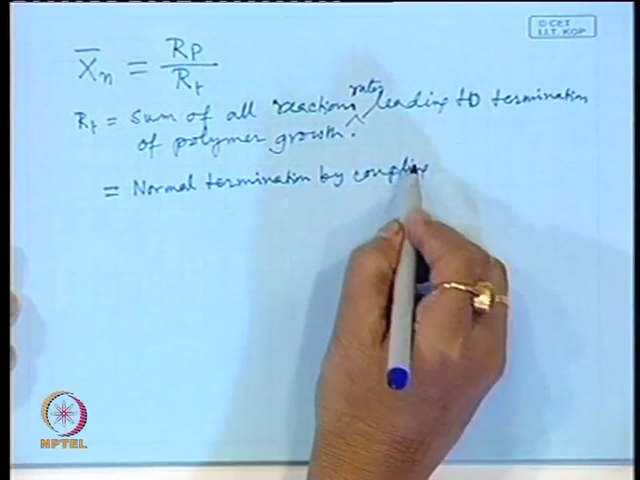 © CET
I.I.T. KGP
X̄n = Rp / Rt
Rt = sum of all reactions rates leading to termination
of polymer growth.
= Normal termination by coupling
NPTEL